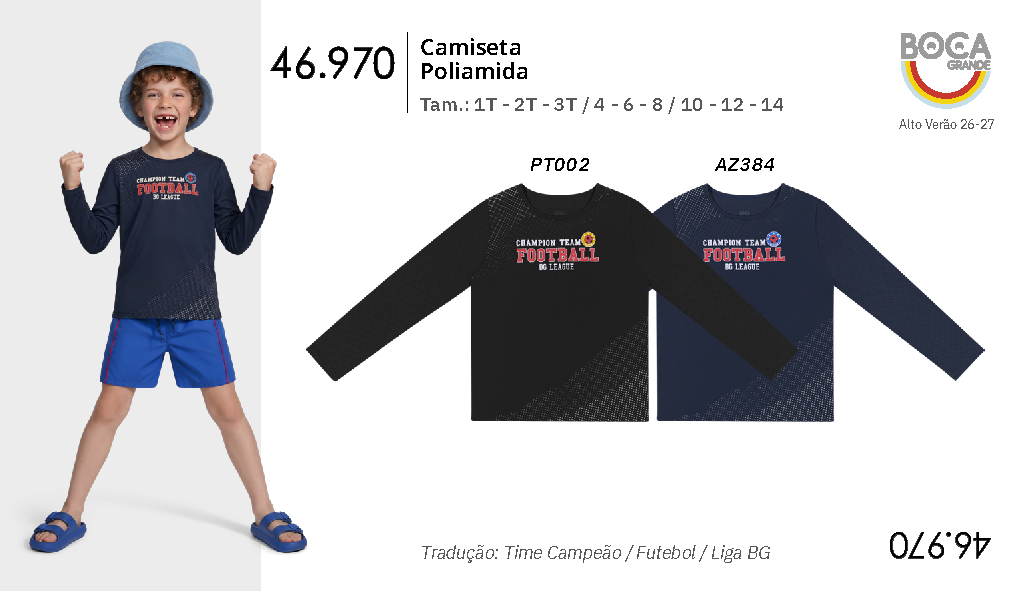 46.970
Camiseta
Poliamida
Tam.: 1T - 2T - 3T / 4 - 6 - 8 / 10 - 12 - 14
BOCA
GRANDE
Alto Verão 26-27
CHAMPION TEAM
FOOTBALL
BG LEAGUE
PT002
CHAMPION TEAM
FOOTBALL
BG LEAGUE
AZ384
CHAMPION TEAM
FOOTBALL
BG LEAGUE
Tradução: Time Campeão / Futebol / Liga BG
46.970